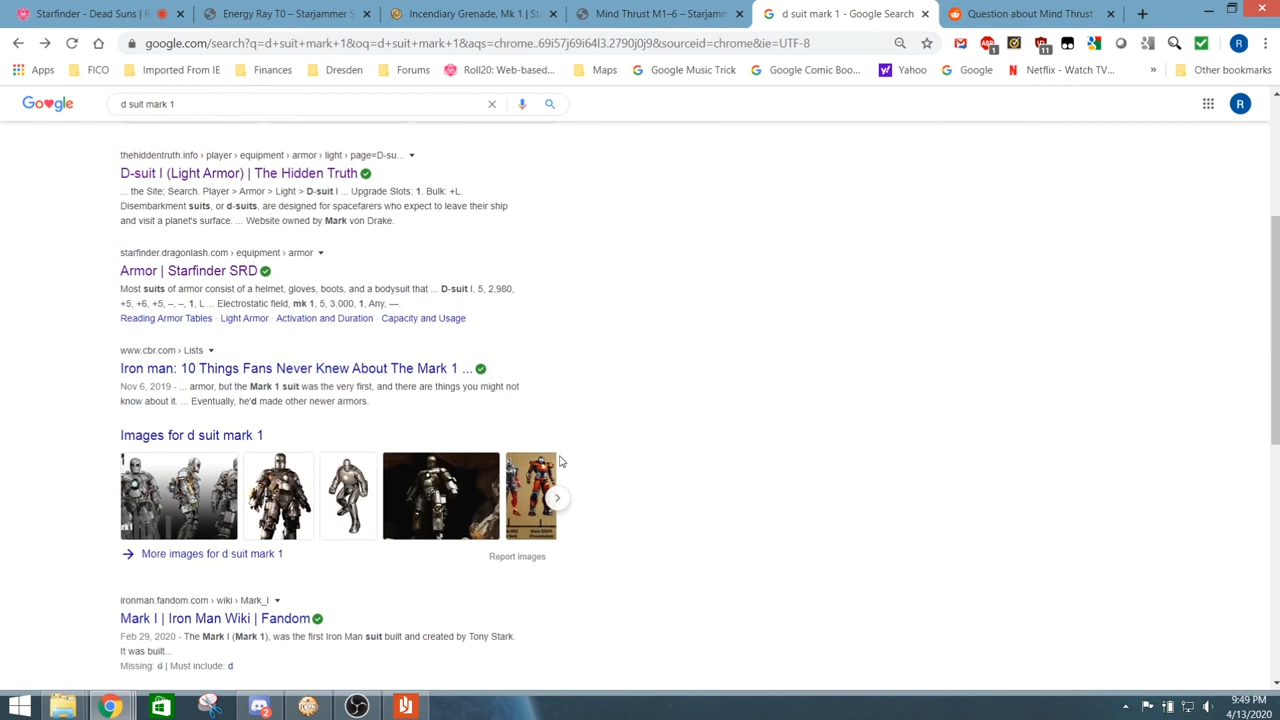 Starfinder - Dead Suns | R
Energy Ray T0 – Starjammer S
Incendiary Grenade, Mk 1 | St
Mind Thrust M1–6 – Starjamm
d suit mark 1 - Google Search
Question about Mind Thrust :
google.com/search?q=d+suit+mark+1&oq=d+suit+mark+1&aqs=chrome..69i57j69i64l3.2790j0j9&sourceid=chrome&ie=UTF-8
1
11
R
Apps
FICO
Imported From IE
Finances
Dresden
Forums
Roll20: Web-based...
Maps
Google Music Trick
Google Comic Boo...
Yahoo
Google
Netflix - Watch TV...
»
Other bookmarks
d suit mark 1
R
thehiddentruth.info › player › equipment › armor › light › page=D-su...
D-suit I (Light Armor) | The Hidden Truth
... the Site; Search. Player > Armor > Light > D-suit I ... Upgrade Slots: 1. Bulk: +L.
Disembarkment suits, or d-suits, are designed for spacefarers who expect to leave their ship
and visit a planet's surface. ... Website owned by Mark von Drake.
starfinder.dragonlash.com › equipment › armor
Armor | Starfinder SRD
Most suits of armor consist of a helmet, gloves, boots, and a bodysuit that ... D-suit I, 5, 2,980,
+5, +6, +5, –, –, 1, L ... Electrostatic field, mk 1, 5, 3,000, 1, Any, —.
Reading Armor Tables · Light Armor · Activation and Duration · Capacity and Usage
www.cbr.com › Lists
Iron man: 10 Things Fans Never Knew About The Mark 1 ...
Nov 6, 2019 - ... armor, but the Mark 1 suit was the very first, and there are things you might not
know about it. ... Eventually, he'd made other newer armors.
Images for d suit mark 1
More images for d suit mark 1
Report images
ironman.fandom.com › wiki › Mark_I
Mark I | Iron Man Wiki | Fandom
Feb 29, 2020 - The Mark I (Mark 1), was the first Iron Man suit built and created by Tony Stark.
It was built...
Missing: d | Must include: d
2
9:49 PM
4/13/2020